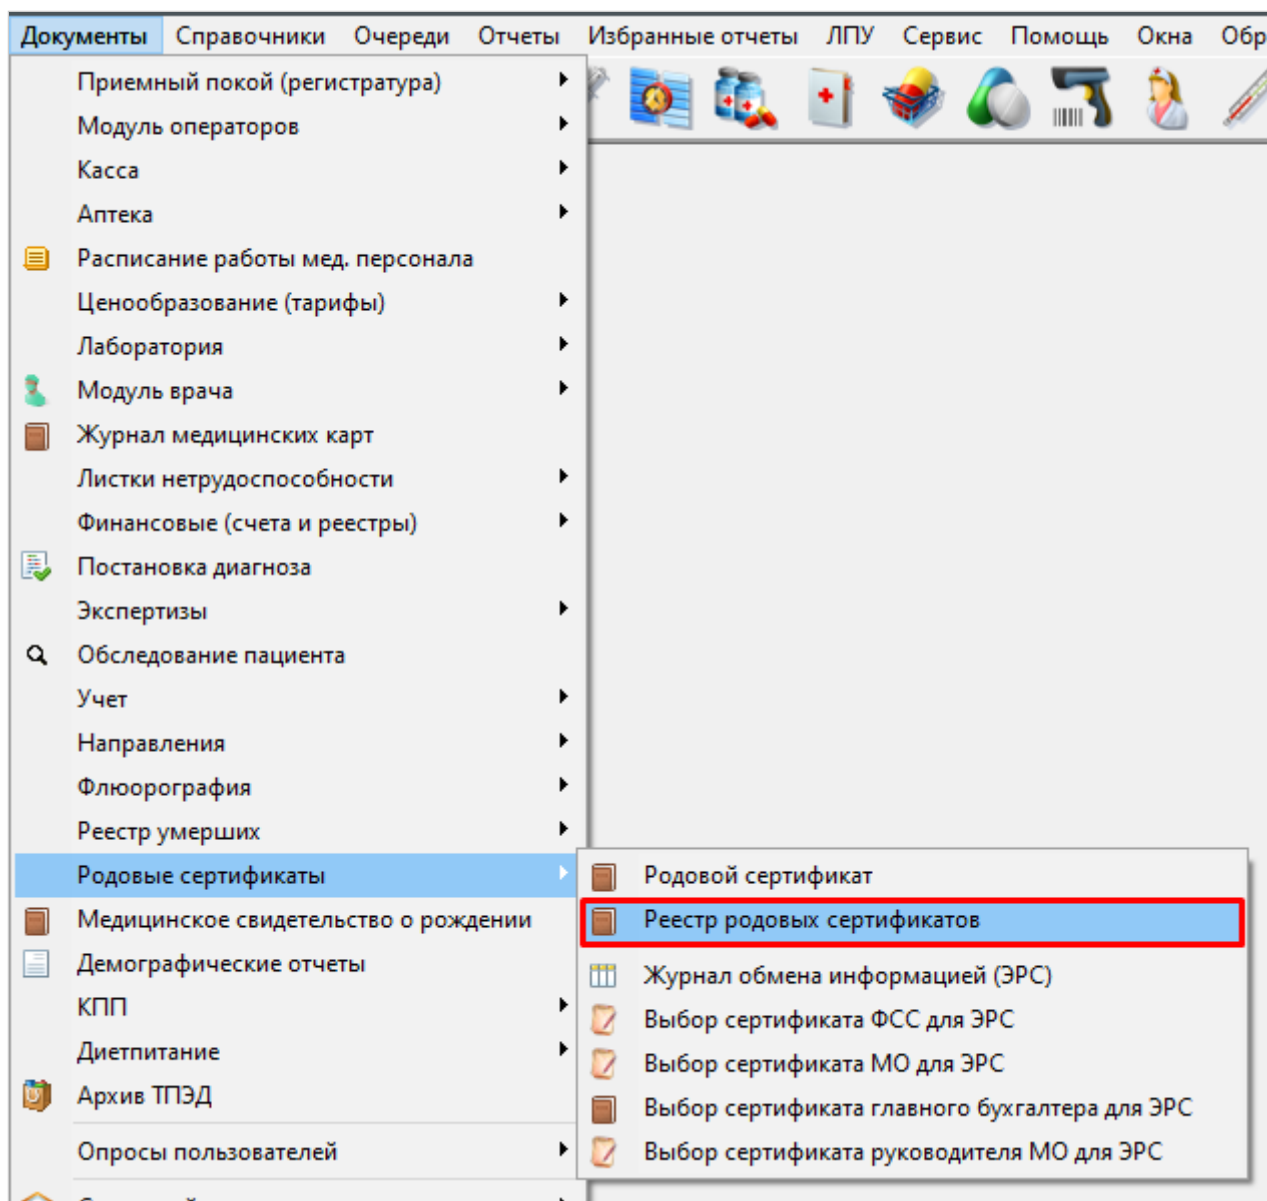 Документы Справочники Очереди Отчеты Избранные отчеты ЛПУ Сервис Помощь Окна Обр
Приемный покой (регистратура)
Модуль операторов
Касса
Аптека
Расписание работы мед. персонала
Ценообразование (тарифы)
Лаборатория
Модуль врача
Журнал медицинских карт
Листки нетрудоспособности
Финансовые (счета и реестры)
Постановка диагноза
Экспертизы
Обследование пациента
Учет
Направления
Флюорография
Реестр умерших
Родовые сертификаты
Медицинское свидетельство о рождении
Демографические отчеты
КПП
Диетпитание
Архив ТПЭД
Опросы пользователей
Родовой сертификат
Реестр родовых сертификатов
Журнал обмена информацией (ЭРС)
Выбор сертификата ФСС для ЭРС
Выбор сертификата МО для ЭРС
Выбор сертификата главного бухгалтера для ЭРС
Выбор сертификата руководителя МО для ЭРС